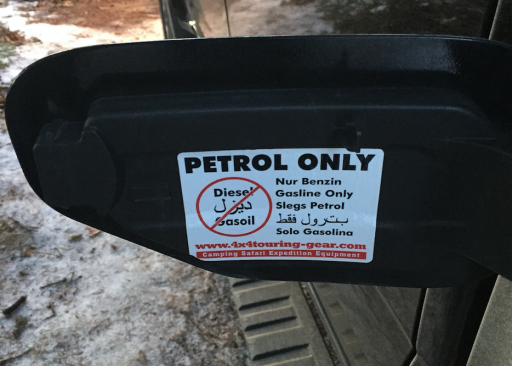 PETROL ONLY
Diesel
ديزل
Gasoil
Nur Benzin
Gasline Only
Slegs Petrol
بترول فقط
Solo Gasolina
www.4x4touring-gear.com
Camping Safari Expedition Equipment